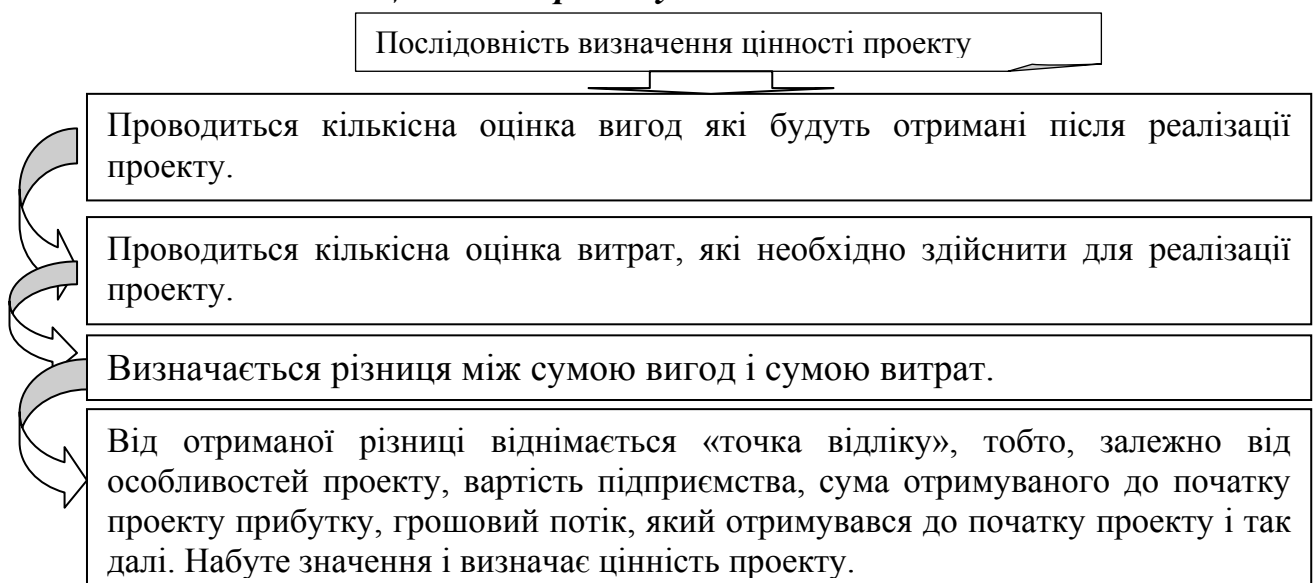 Послідовність визначення цінності проекту
Проводиться кількісна оцінка вигод які будуть отримані після реалізації
проекту.
Проводиться кількісна оцінка витрат, які необхідно здійснити для реалізації
проекту.
Визначається різниця між сумою вигод і сумою витрат.
Від отриманої різниці віднімається «точка відліку», тобто, залежно від
особливостей проекту, вартість підприємства, сума отримуваного до початку
проекту прибутку, грошовий потік, який отримувався до початку проекту і так
далі. Набуте значення і визначає цінність проекту.